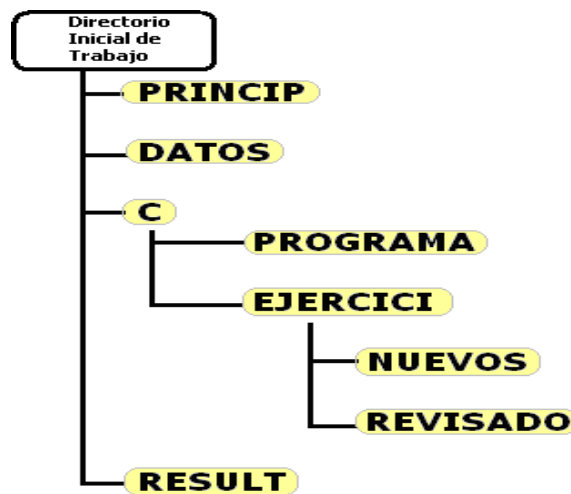 Directorio
Inicial de
Trabajo
PRINCIP
DATOS
C
PROGRAMA
EJERCICI
NUEVOS
REVISADO
RESULT